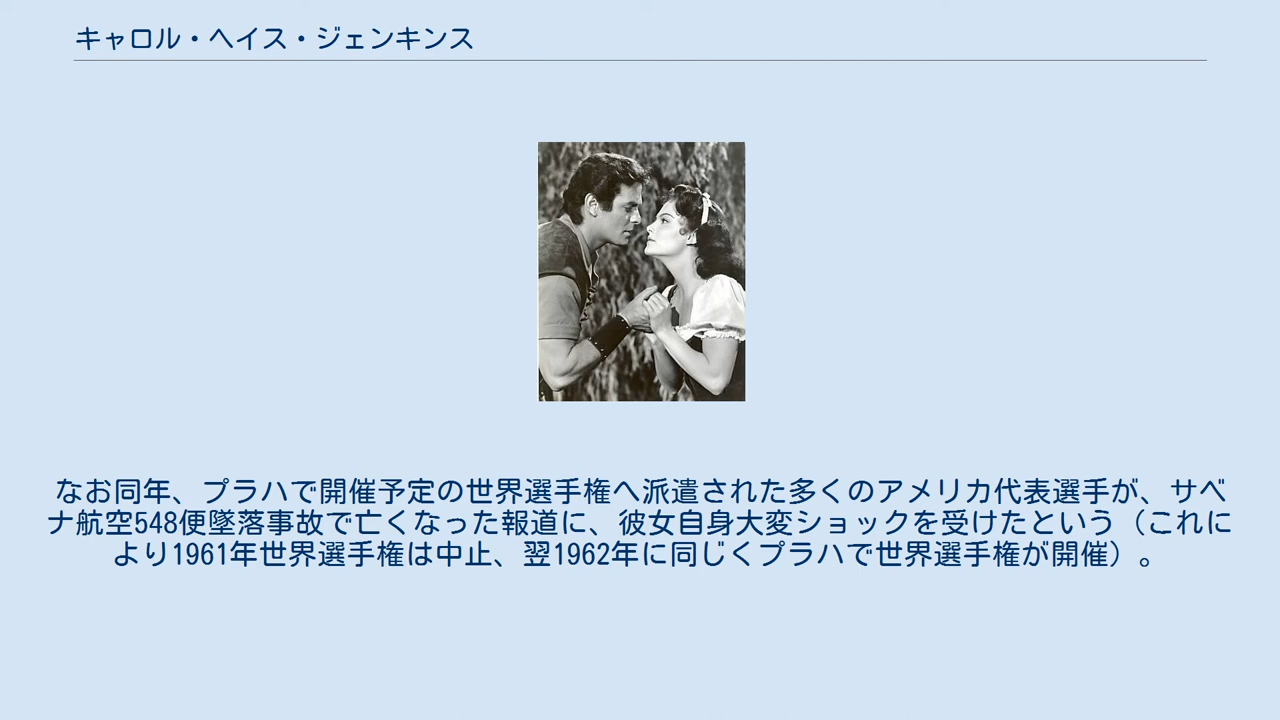 キャロル・ヘイス・ジェンキンス
なお同年、プラハで開催予定の世界選手権へ派遣された多くのアメリカ代表選手が、サベ
ナ航空548便墜落事故で亡くなった報道に、彼女自身大変ショックを受けたという（これに
より1961年世界選手権は中止、翌1962年に同じくプラハで世界選手権が開催）。